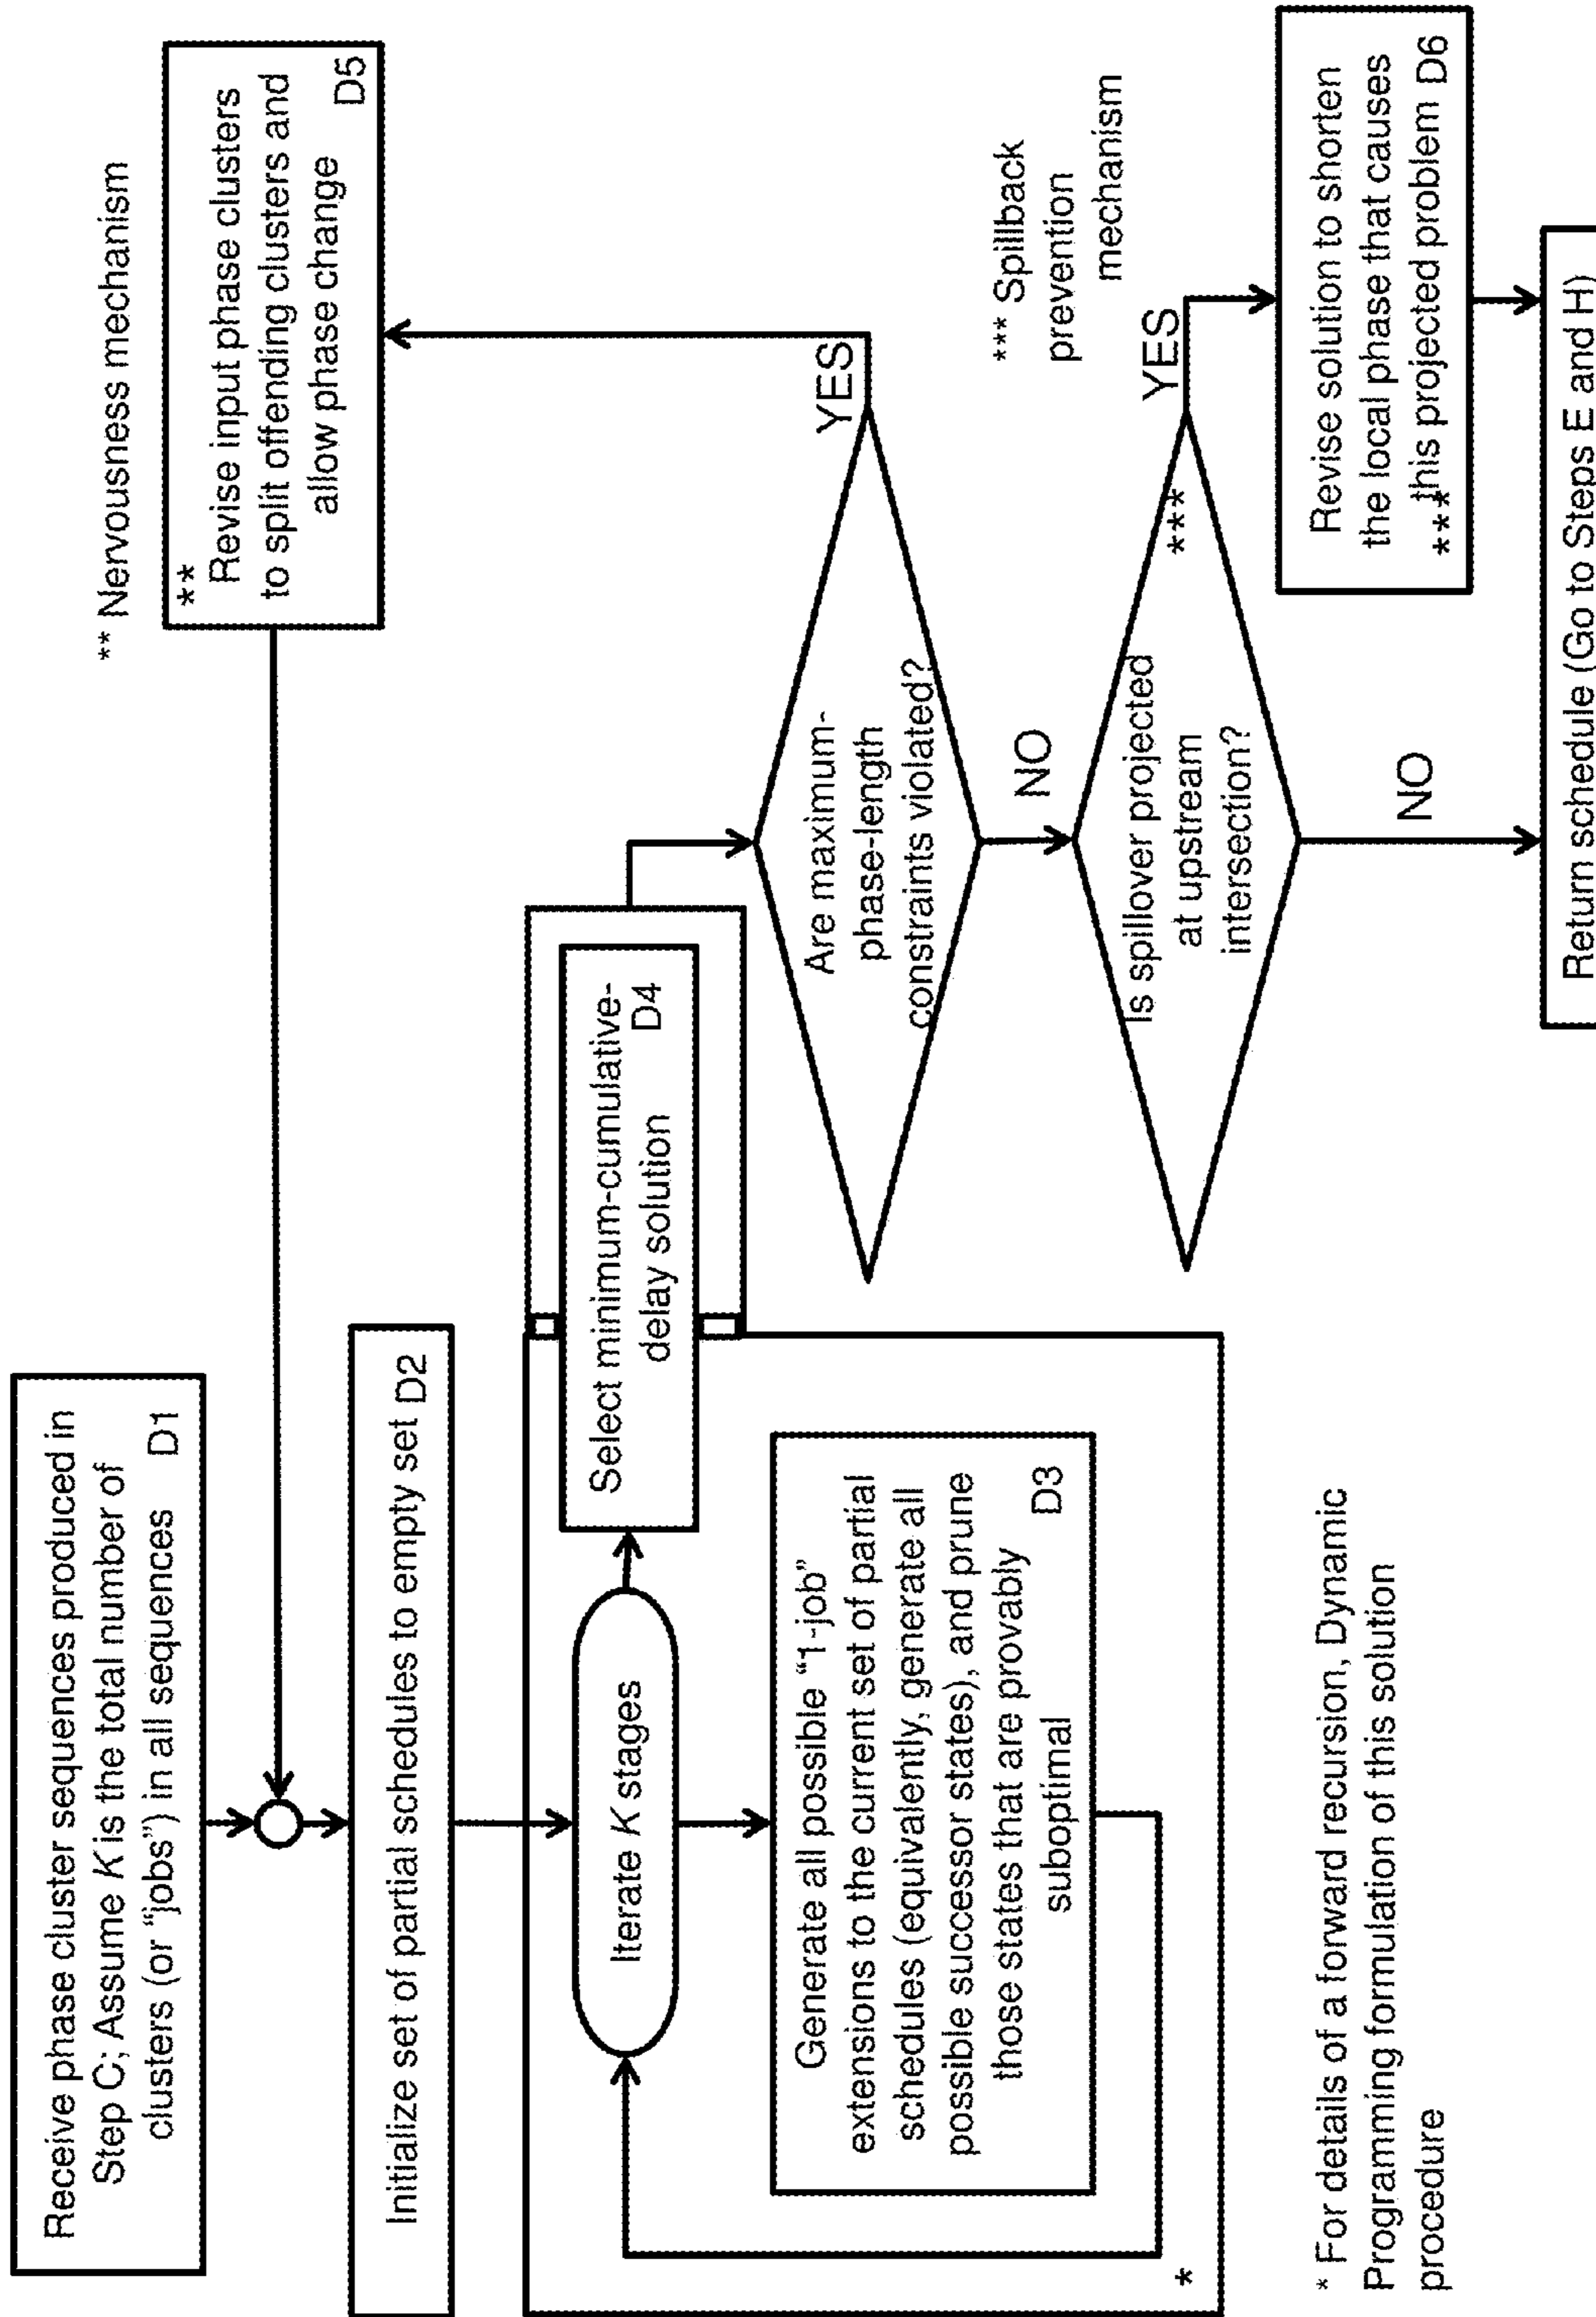 Receive phase cluster sequences produced in
Step C; Assume K is the total number of
clusters (or “jobs”) in all sequences D1
Initialize set of partial schedules to empty set D2
Iterate K stages
Generate all possible “1-job”
extensions to the current set of partial
schedules (equivalently, generate all
possible successor states), and prune
those states that are provably
suboptimal D3
*
* For details of a forward recursion, Dynamic
Programming formulation of this solution
procedure
Select minimum-cumulative-
delay solution D4
Are maximum-
phase-length
constraints violated?
YES
NO
** Nervousness mechanism
**
Revise input phase clusters
to split offending clusters and
allow phase change D5
Is spillover projected
at upstream
intersection?
***
YES
NO
*** Spillback
prevention
mechanism
Revise solution to shorten
the local phase that causes
this projected problem D6
***
Return schedule (Go to Steps E and H)